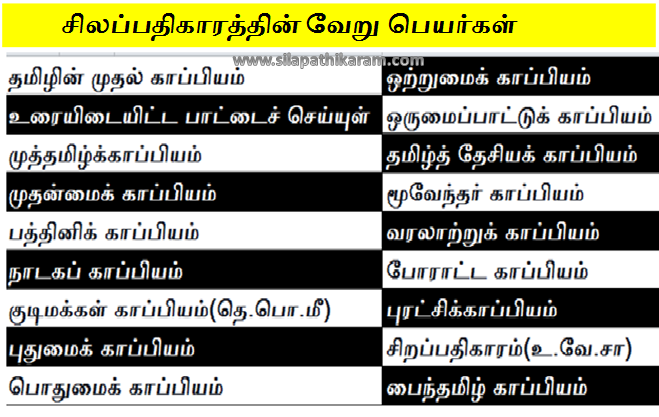 சிலப்பதிகாரத்தின் வேறு பெயர்கள்
www.silapathikaram.com
தமிழின் முதல் காப்பியம்
ஒற்றுமைக் காப்பியம்
உரையிடையிட்ட பாட்டைச் செய்யுள்
ஒருமைப்பாட்டுக் காப்பியம்
முத்தமிழ்க்காப்பியம்
தமிழ்த் தேசியக் காப்பியம்
முதன்மைக் காப்பியம்
மூவேந்தர் காப்பியம்
பத்தினிக் காப்பியம்
வரலாற்றுக் காப்பியம்
நாடகப் காப்பியம்
போராட்ட காப்பியம்
குடிமக்கள் காப்பியம்(தெ.பொ.மீ)
புரட்சிக்காப்பியம்
புதுமைக் காப்பியம்
சிறப்பதிகாரம்(உ.வே.சா)
பொதுமைக் காப்பியம்
பைந்தமிழ் காப்பியம்